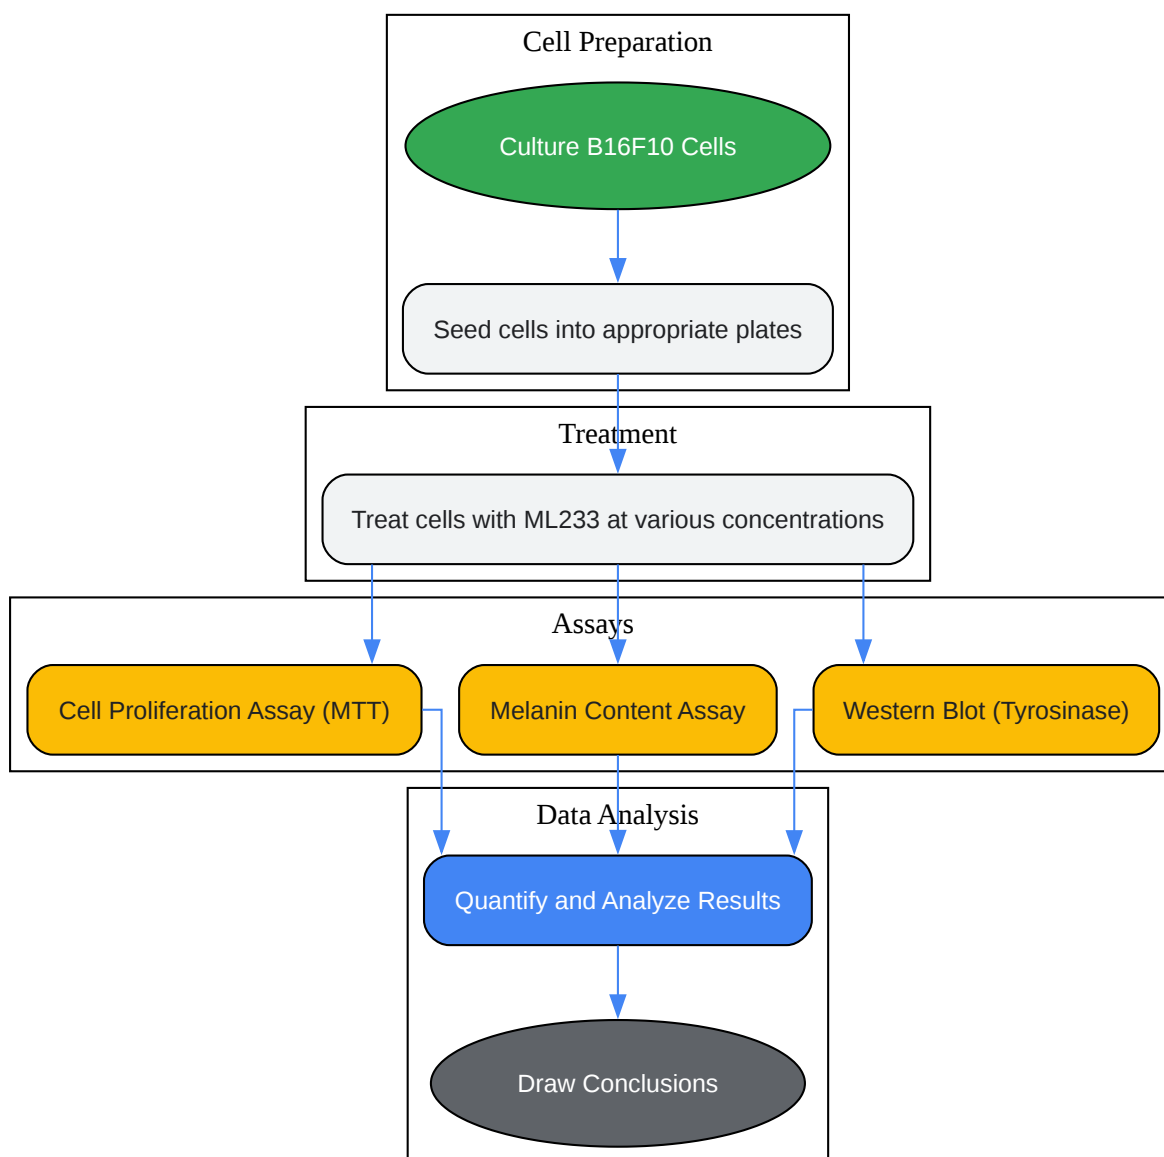 Cell Preparation
Culture B16F10 Cells
Seed cells into appropriate plates
Treatment
Treat cells with ML233 at various concentrations
Assays
Cell Proliferation Assay (MTT)
Melanin Content Assay
Western Blot (Tyrosinase)
Data Analysis
Quantify and Analyze Results
Draw Conclusions